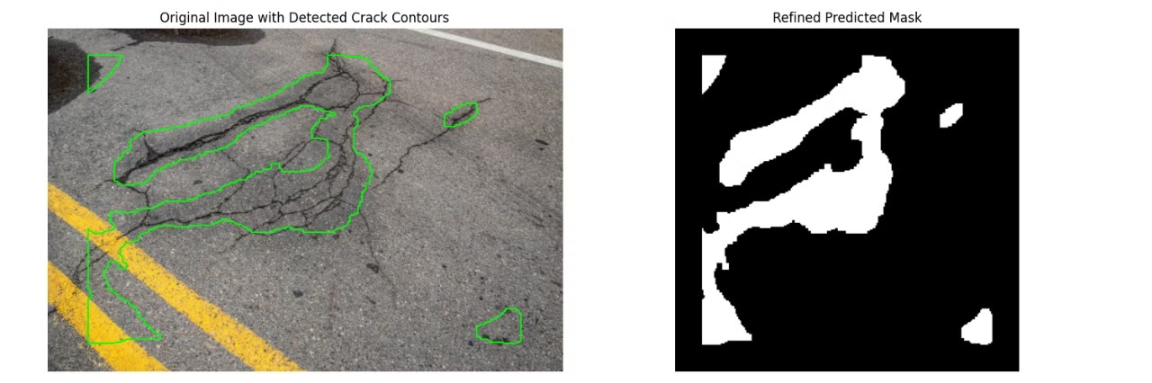 Original Image with Detected Crack Contours
Refined Predicted Mask